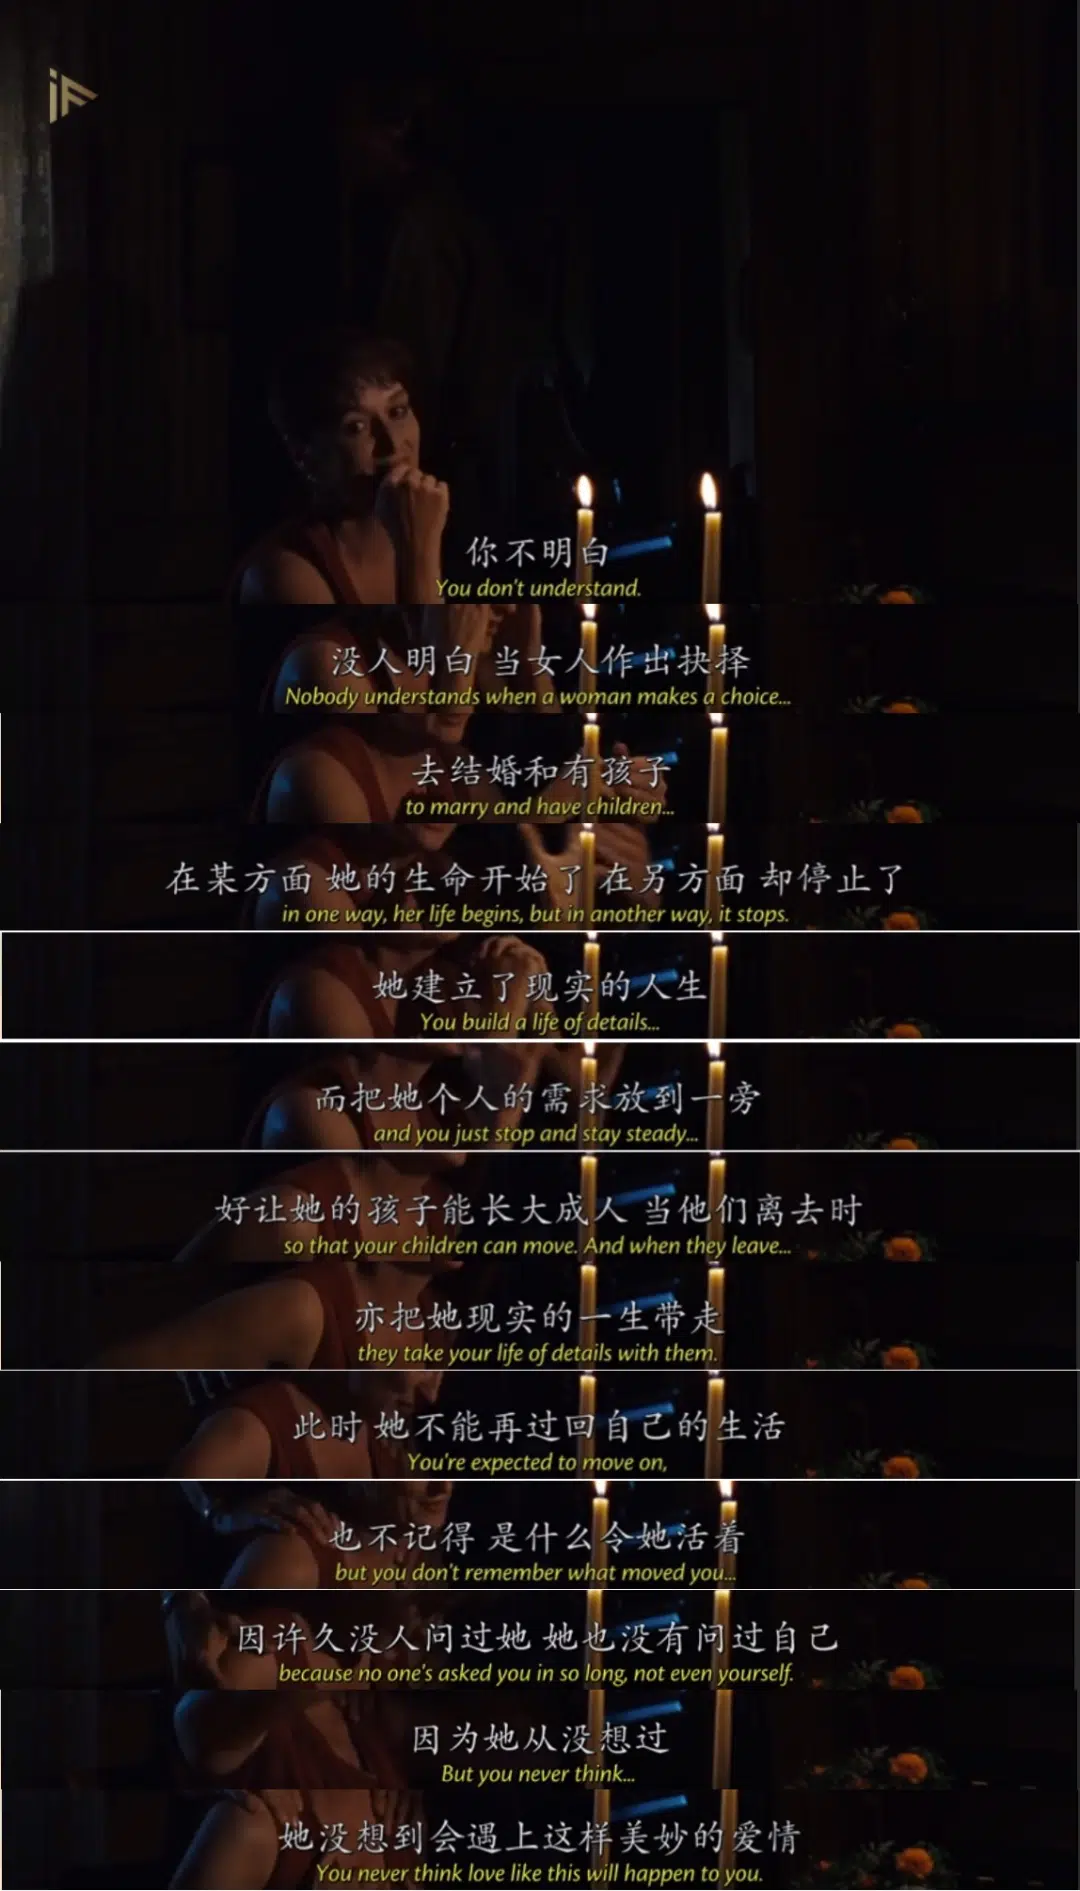 iF
你不明白
You don't understand.
没人明白 当女人作出抉择
Nobody understands when a woman makes a choice...
去结婚和有孩子
to marry and have children...
在某方面 她的生命开始了 在另方面 却停止了
in one way, her life begins, but in another way, it stops.
她建立了现实的人生
You build a life of details...
而把她个人的需求放到一旁
and you just stop and stay steady...
好让她的孩子能长大成人 当他们离去时
so that your children can move. And when they leave...
亦把她现实的一生带走
they take your life of details with them.
此时 她不能再过回自己的生活
You're expected to move on,
也不记得 是什么令她活着
but you don't remember what moved you...
因许久没人问过她 她也没有问过自己
because no one's asked you in so long, not even yourself.
因为她从没想过
But you never think...
她没想到会遇上这样美妙的爱情
You never think love like this will happen to you.